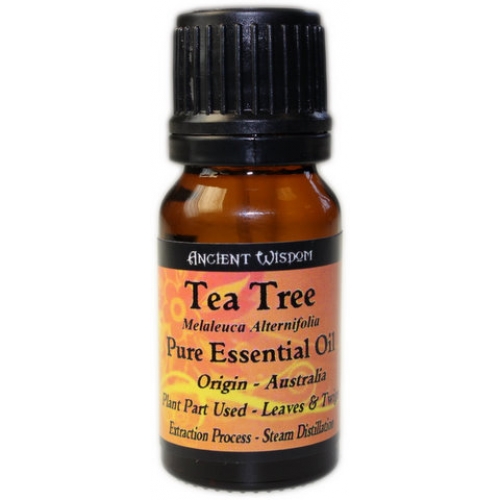 ANCIENT WISDOM
Tea Tree
Melaleuca Alternifolia
Pure Essential Oil
Origin - Australia
Plant Part Used - Leaves & Twigs
Extraction Process - Steam Distillation